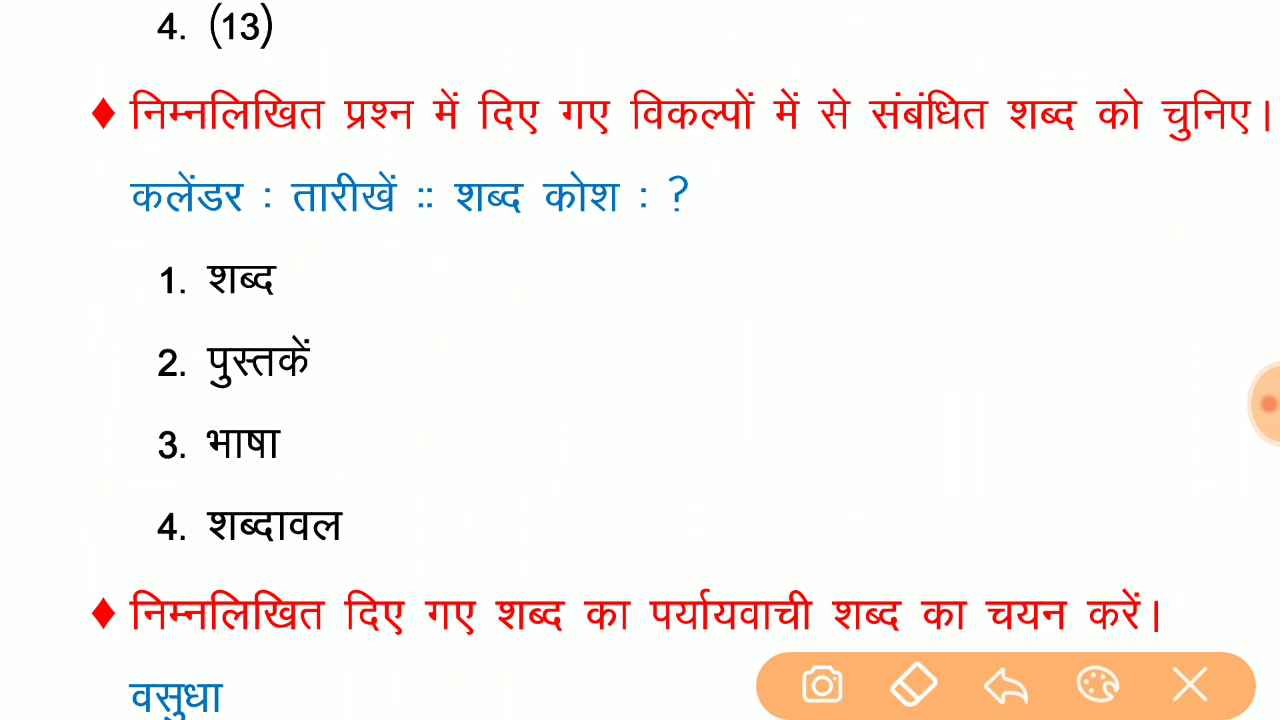 4. (13)
♦ निम्नलिखित प्रश्न में दिए गए विकल्पों में से संबंधित शब्द को चुनिए।
कलेंडर : तारीखें :: शब्द कोश : ?
1. शब्द
2. पुस्तकें
3. भाषा
4. शब्दावल
♦ निम्नलिखित दिए गए शब्द का पर्यायवाची शब्द का चयन करें।
वसुधा